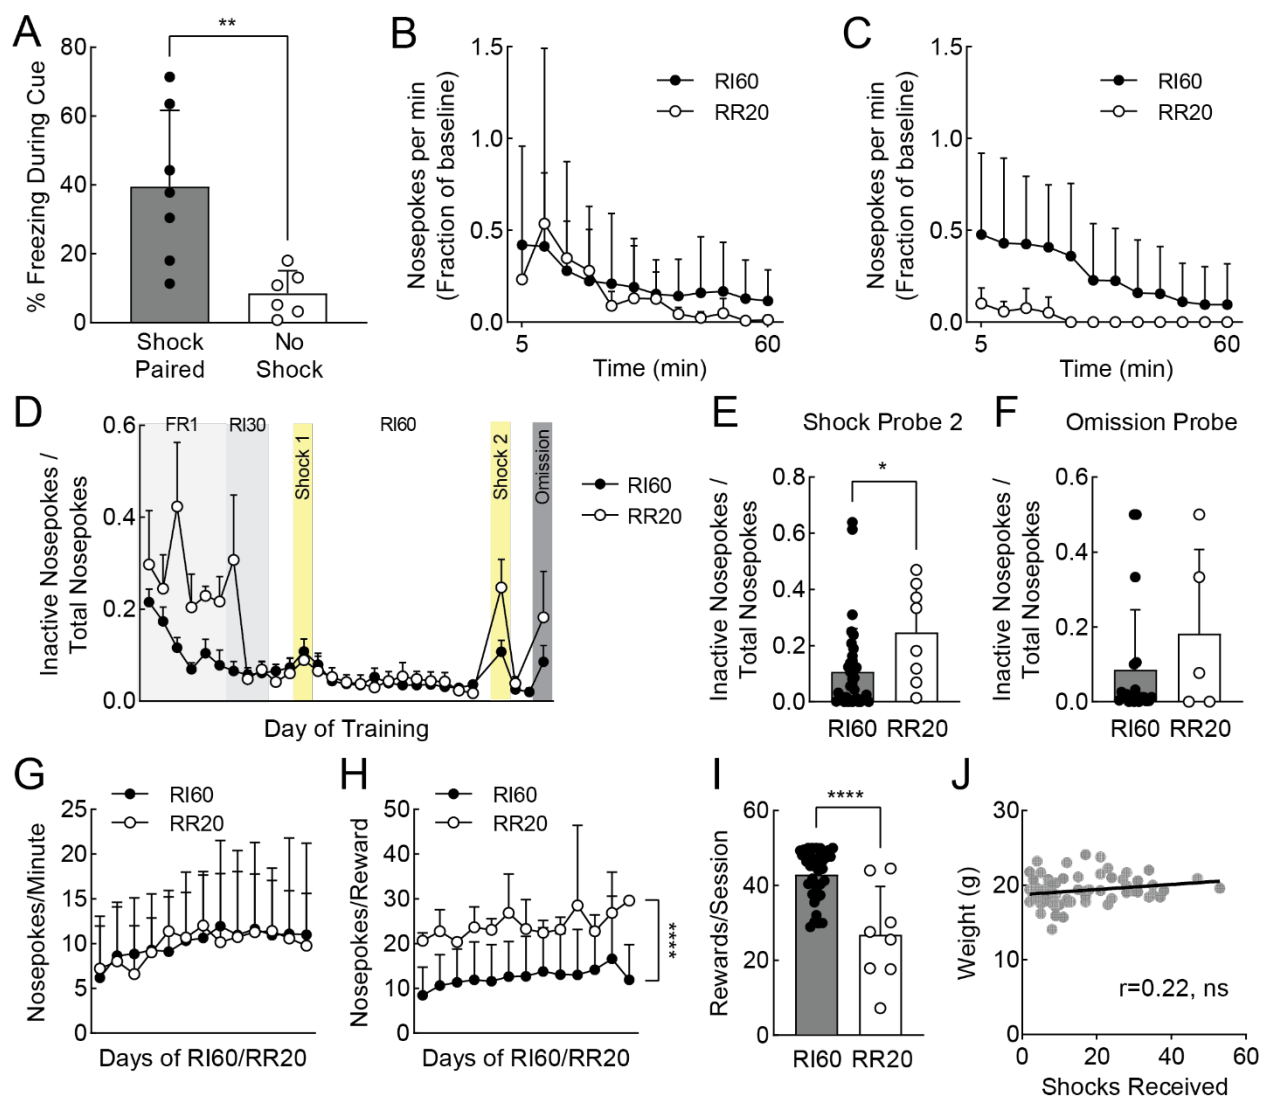 A
**
% Freezing During Cue
80
60
40
20
0
Shock
Paired
No
Shock
B
Nosepokes per min
(Fraction of baseline)
1.5
1.0
0.5
0.0
RI60
RR20
5
60
Time (min)
C
Nosepokes per min
(Fraction of baseline)
1.5
1.0
0.5
0.0
RI60
RR20
5
60
Time (min)
D
Inactive Nosepokes /
Total Nosepokes
0.6
0.4
0.2
0.0
FR1
RI30
Shock 1
RI60
Shock 2
Omission
RI60
RR20
Day of Training
E
Shock Probe 2
*
Inactive Nosepokes /
Total Nosepokes
0.8
0.6
0.4
0.2
0.0
RI60
RR20
F
Omission Probe
Inactive Nosepokes /
Total Nosepokes
0.6
0.4
0.2
0.0
RI60
RR20
G
RI60
RR20
Nosepokes/Minute
25
20
15
10
5
0
Days of RI60/RR20
H
RI60
RR20
Nosepokes/Reward
50
40
30
20
10
0
****
Days of RI60/RR20
I
****
Rewards/Session
60
40
20
0
RI60
RR20
J
Weight (g)
30
20
10
0
r=0.22, ns
0
20
40
60
Shocks Received